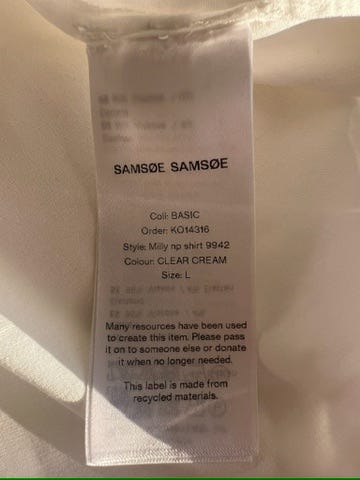 SAMSØE SAMSØE
Coll: BASIC
Order: KO14316
Style: Milly np shirt 9942
Colour: CLEAR CREAM
Size: L
Many resources have been used
to create this item. Please pass
it on to someone else or donate
it when no longer needed.
This label is made from
recycled materials.